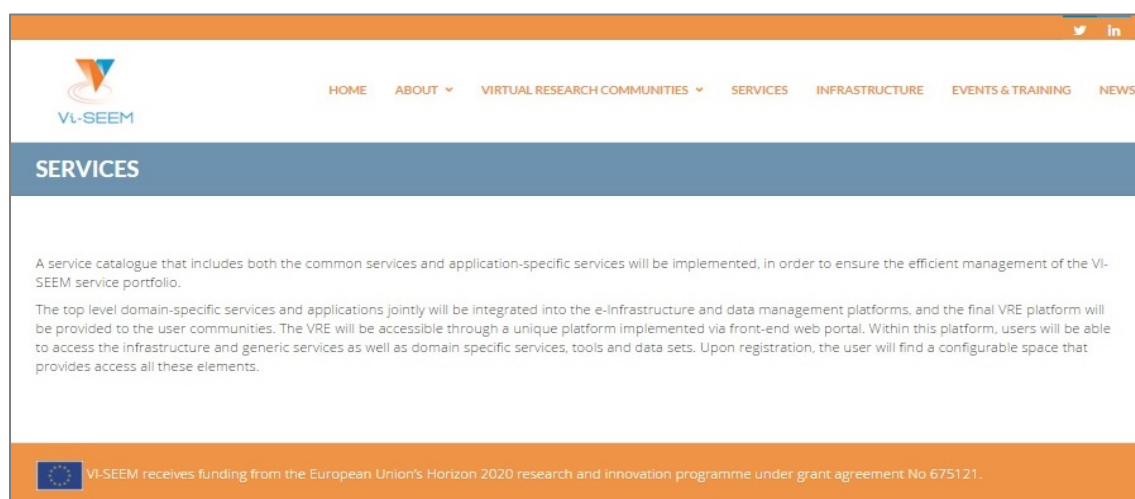 in
Vi-SEEM
HOME ABOUT VIRTUAL RESEARCH COMMUNITIES SERVICES INFRASTRUCTURE EVENTS & TRAINING NEWS
SERVICES
A service catalogue that includes both the common services and application-specific services will be implemented, in order to ensure the efficient management of the VI-
SEEM service portfolio.
The top level domain-specific services and applications jointly will be integrated into the e-Infrastructure and data management platforms, and the final VRE platform will
be provided to the user communities. The VRE will be accessible through a unique platform implemented via front-end web portal. Within this platform, users will be able
to access the infrastructure and generic services as well as domain specific services, tools and data sets. Upon registration, the user will find a configurable space that
provides access all these elements.
VI-SEEM receives funding from the European Union's Horizon 2020 research and innovation programme under grant agreement No 675121.